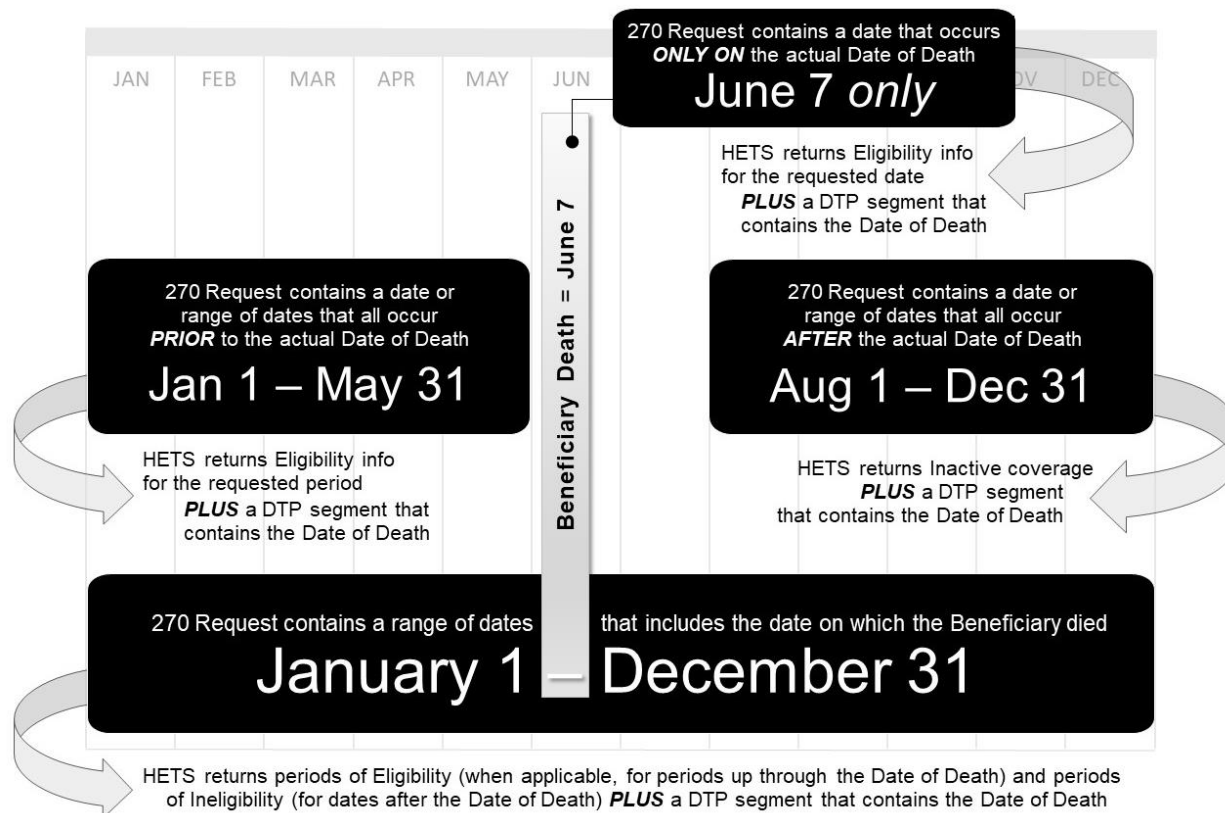 270 Request contains a date that occurs
ONLY ON the actual Date of Death
June 7 only
JAN
FEB
MAR
APR
MAY
JUN
DEC
HETS returns Eligibility info
for the requested date
PLUS a DTP segment that
contains the Date of Death
Beneficiary Death = June 7
270 Request contains a date or
range of dates that all occur
PRIOR to the actual Date of Death
Jan 1 – May 31
HETS returns Eligibility info
for the requested period
PLUS a DTP segment that
contains the Date of Death
270 Request contains a date or
range of dates that all occur
AFTER the actual Date of Death
Aug 1 – Dec 31
HETS returns Inactive coverage
PLUS a DTP segment
that contains the Date of Death
270 Request contains a range of dates that includes the date on which the Beneficiary died
January 1 – December 31
HETS returns periods of Eligibility (when applicable, for periods up through the Date of Death) and periods
of Ineligibility (for dates after the Date of Death) PLUS a DTP segment that contains the Date of Death